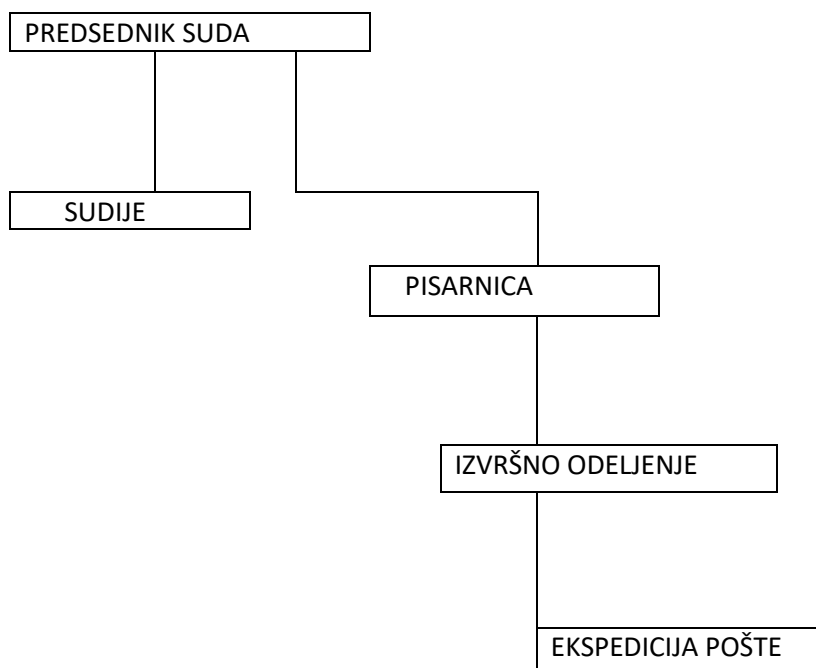 PREDSEDNIK SUDA
SUDIJE
PISARNICA
IZVRŠNO ODELJENJE
EKSPEDICIJA POŠTE